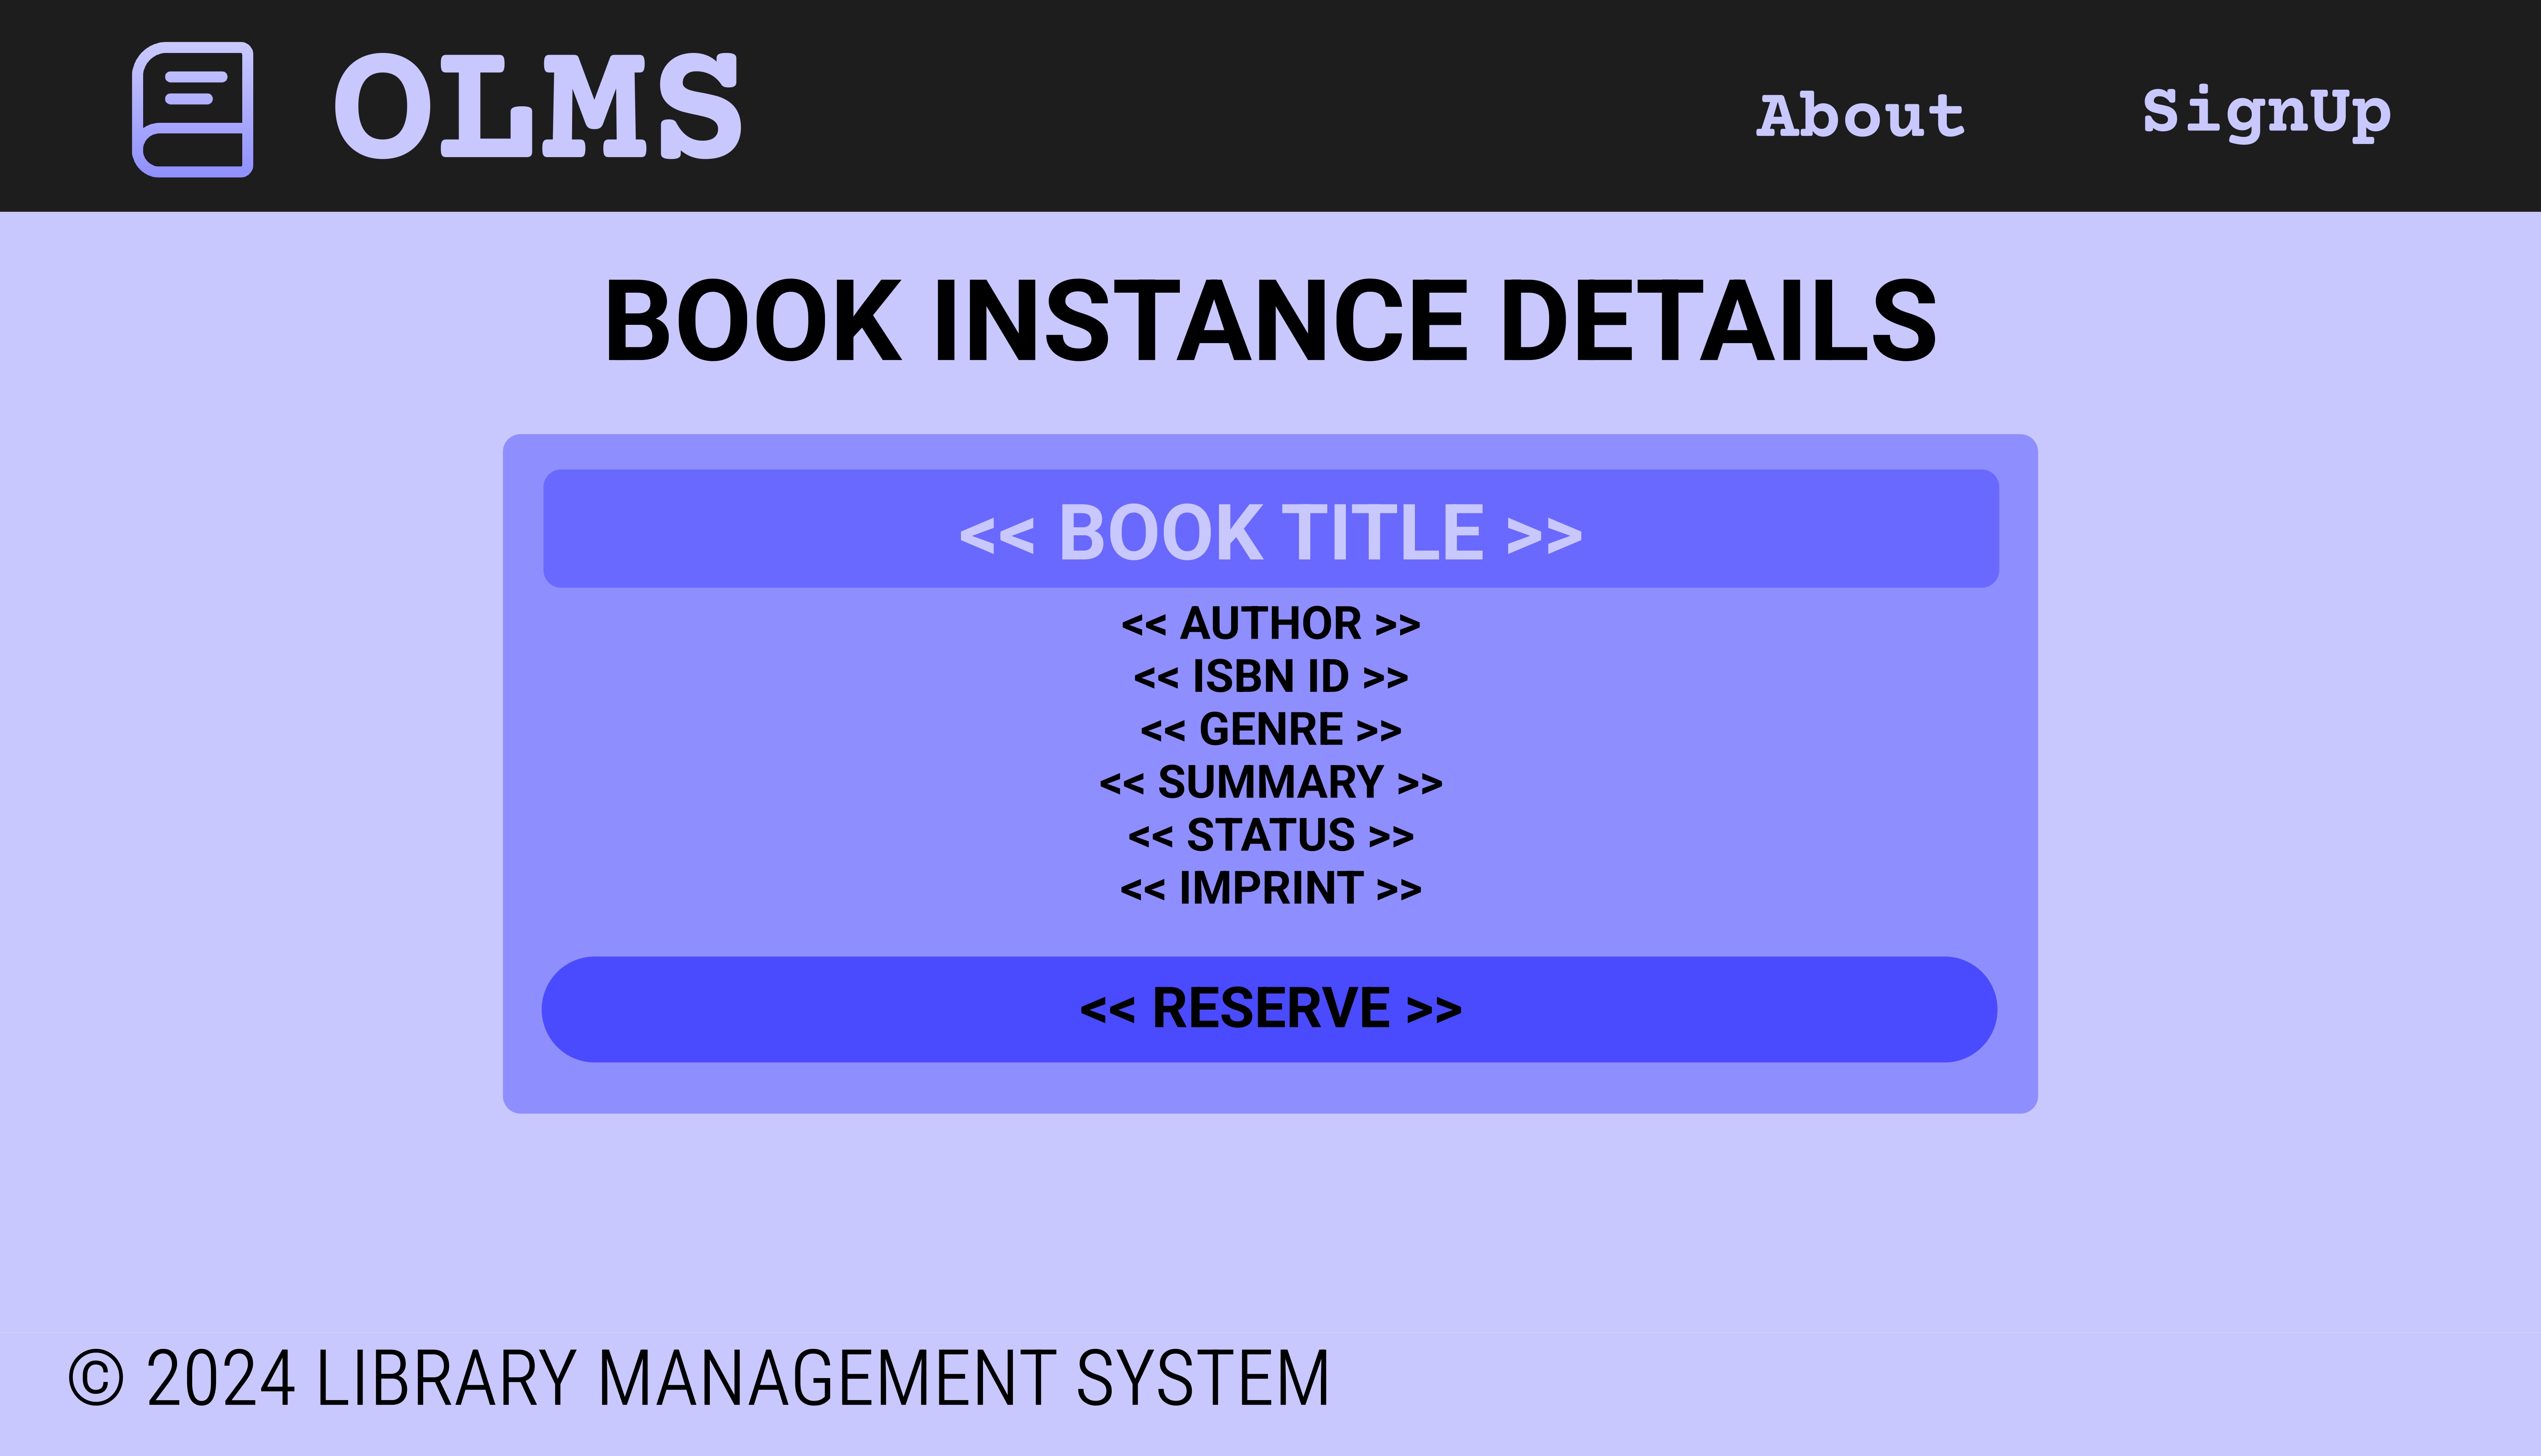 OLMS
About
SignUp
BOOK INSTANCE DETAILS
<< BOOK TITLE >>
<< AUTHOR >>
<< ISBN ID >>
<< GENRE >>
<< SUMMARY >>
<< STATUS >>
<< IMPRINT >>
<< RESERVE >>
© 2024 LIBRARY MANAGEMENT SYSTEM